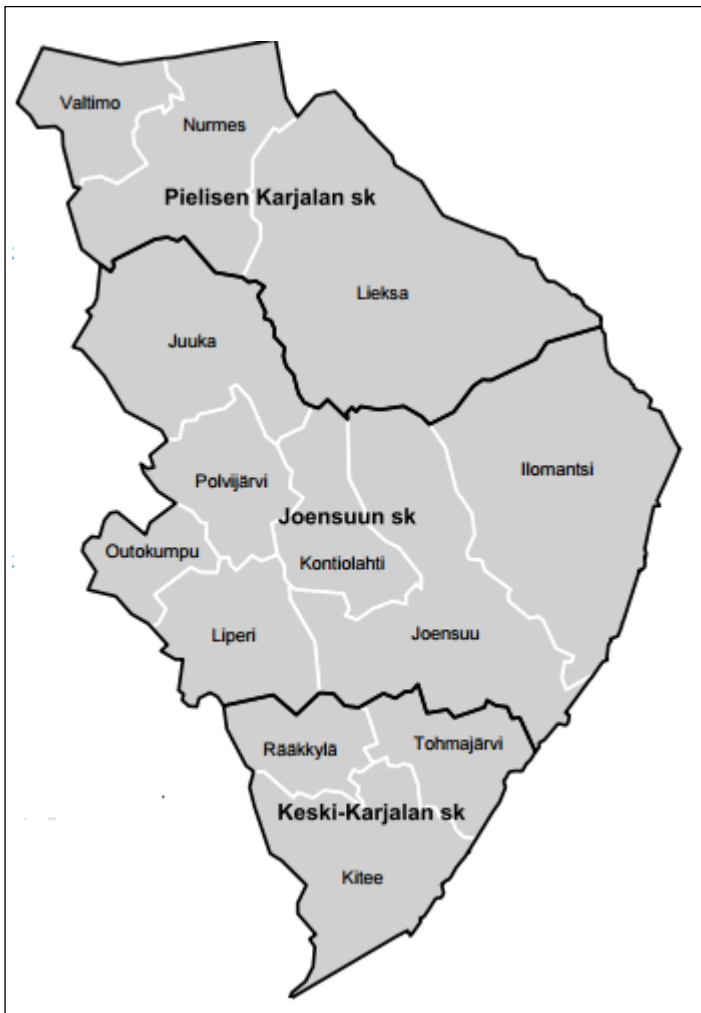 Valtimo
Nurmes
Pielisen Karjalan sk
Lieksa
Juuka
Ilomantsi
Polvijärvi
Joensuun sk
Outokumpu
Kontiolahti
Liperi
Joensuu
Rääkkylä
Tohmajärvi
Keski-Karjalan sk
Kitee